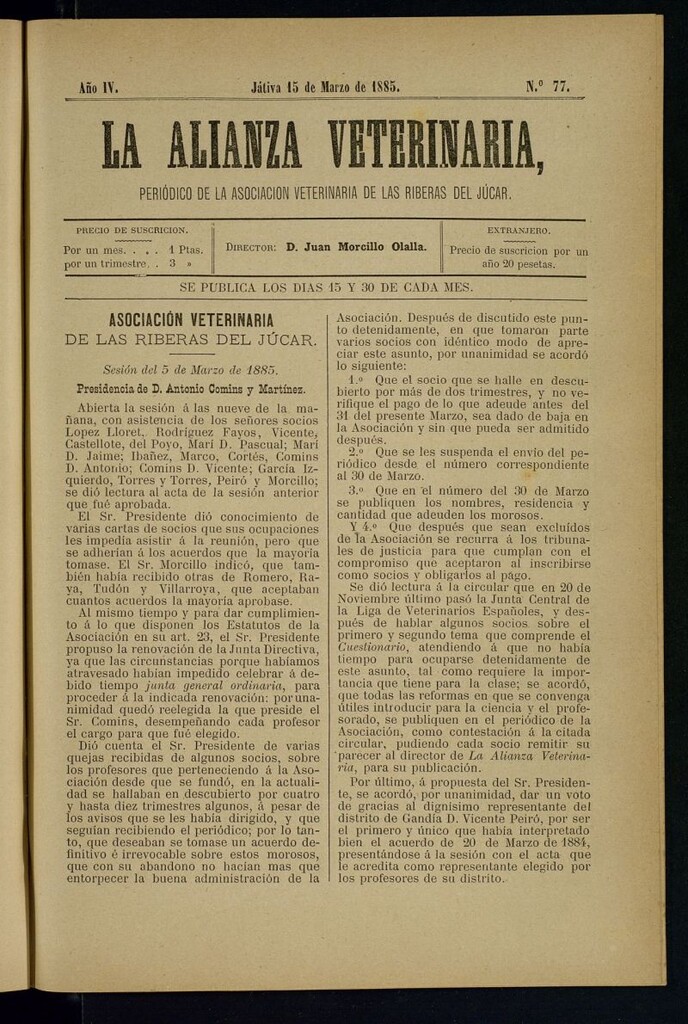 Año IV.
Játiva 15 de Marzo de 1885.
N.º 77.
LA ALIANZA VETERINARIA,
PERIÓDICO DE LA ASOCIACION VETERINARIA DE LAS RIBERAS DEL JÚCAR.
PRECIO DE SUSCRICION.
Por un mes. . . . 1 Ptas.
por un trimestre. . 3 »
DIRECTOR: D. Juan Morcillo Olalla.
EXTRANJERO.
Precio de suscricion por un
año 20 pesetas.
SE PUBLICA LOS DIAS 15 Y 30 DE CADA MES.
ASOCIACIÓN VETERINARIA
DE LAS RIBERAS DEL JÚCAR.
Sesión del 5 de Marzo de 1885.
Presidencia de D. Antonio Comins y Martínez.
Abierta la sesión á las nueve de la ma-
ñana, con asistencia de los señores socios
Lopez Lloret, Rodríguez Fayos, Vicente,
Castellote, del Poyo, Marí D. Pascual; Marí
D. Jaime; Ibañez, Marco, Cortés, Comins
D. Antonio; Comins D. Vicente; García Iz-
quierdo, Torres y Torres, Peiró y Morcillo;
se dió lectura al acta de la sesión anterior
que fué aprobada.
El Sr. Presidente dió conocimiento de
varias cartas de socios que sus ocupaciones
les impedia asistir á la reunión, pero que
se adherían á los acuerdos que la mayoría
tomase. El Sr. Morcillo indicó, que tam-
bién había recibido otras de Romero, Ra-
ya, Tudón y Villarroya, que aceptaban
cuantos acuerdos la mayoría aprobase.
Al mismo tiempo y para dar cumplimien-
to á lo que disponen los Estatutos de la
Asociación en su art. 23, el Sr. Presidente
propuso la renovación de la Junta Directiva,
ya que las circunstancias porque habíamos
atravesado habían impedido celebrar á de-
bido tiempo junta general ordinaria, para
proceder á la indicada renovación: por una-
nimidad quedó reelegida la que preside el
Sr. Comins, desempeñando cada profesor
el cargo para que fué elegido.
Dió cuenta el Sr. Presidente de varias
quejas recibidas de algunos socios, sobre
los profesores que perteneciendo á la Aso-
ciación desde que se fundó, en la actuali-
dad se hallaban en descubierto por cuatro
y hasta diez trimestres algunos, á pesar de
los avisos que se les había dirigido, y que
seguían recibiendo el periódico; por lo tan-
to, que deseaban se tomase un acuerdo de-
finitivo é irrevocable sobre estos morosos,
que con su abandono no hacían mas que
entorpecer la buena administración de la
Asociación. Después de discutido este pun-
to detenidamente, en que tomaron parte
varios socios con idéntico modo de apre-
ciar este asunto, por unanimidad se acordó
lo siguiente:
1.º Que el socio que se halle en descu-
bierto por más de dos trimestres, y no ve-
rifique el pago de lo que adeude antes del
31 del presente Marzo, sea dado de baja en
la Asociación y sin que pueda ser admitido
después.
2.º Que se les suspenda el envío del pe-
riódico desde el número correspondiente
al 30 de Marzo.
3.º Que en el número del 30 de Marzo
se publiquen los nombres, residencia y
cantidad que adeuden los morosos.
Y 4.º Que después que sean excluídos
de la Asociación se recurra á los tribuna-
les de justicia para que cumplan con el
compromiso que aceptaron al inscribirse
como socios y obligarlos al pago.
Se dió lectura á la circular que en 20 de
Noviembre último pasó la Junta Central de
la Liga de Veterinarios Españoles, y des-
pués de hablar algunos socios sobre el
primero y segundo tema que comprende el
Cuestionario, atendiendo á que no había
tiempo para ocuparse detenidamente de
este asunto, tal como requiere la importan-
cia que tiene para la clase; se acordó,
que todas las reformas en que se convenga
útiles introducir para la ciencia y el profe-
sorado, se publiquen en el periódico de la
Asociación, como contestación á la citada
circular, pudiendo cada socio remitir su
parecer al director de La Alianza Veterina-
ria, para su publicación.
Por último, á propuesta del Sr. Presiden-
te, se acordó, por unanimidad, dar un voto
de gracias al dignísimo representante del
distrito de Gandía D. Vicente Peiró, por ser
el primero y único que había interpretado
bien el acuerdo de 20 de Marzo de 1884,
presentándose á la sesión con el acta que
le acredita como representante elegido por
los profesores de su distrito.